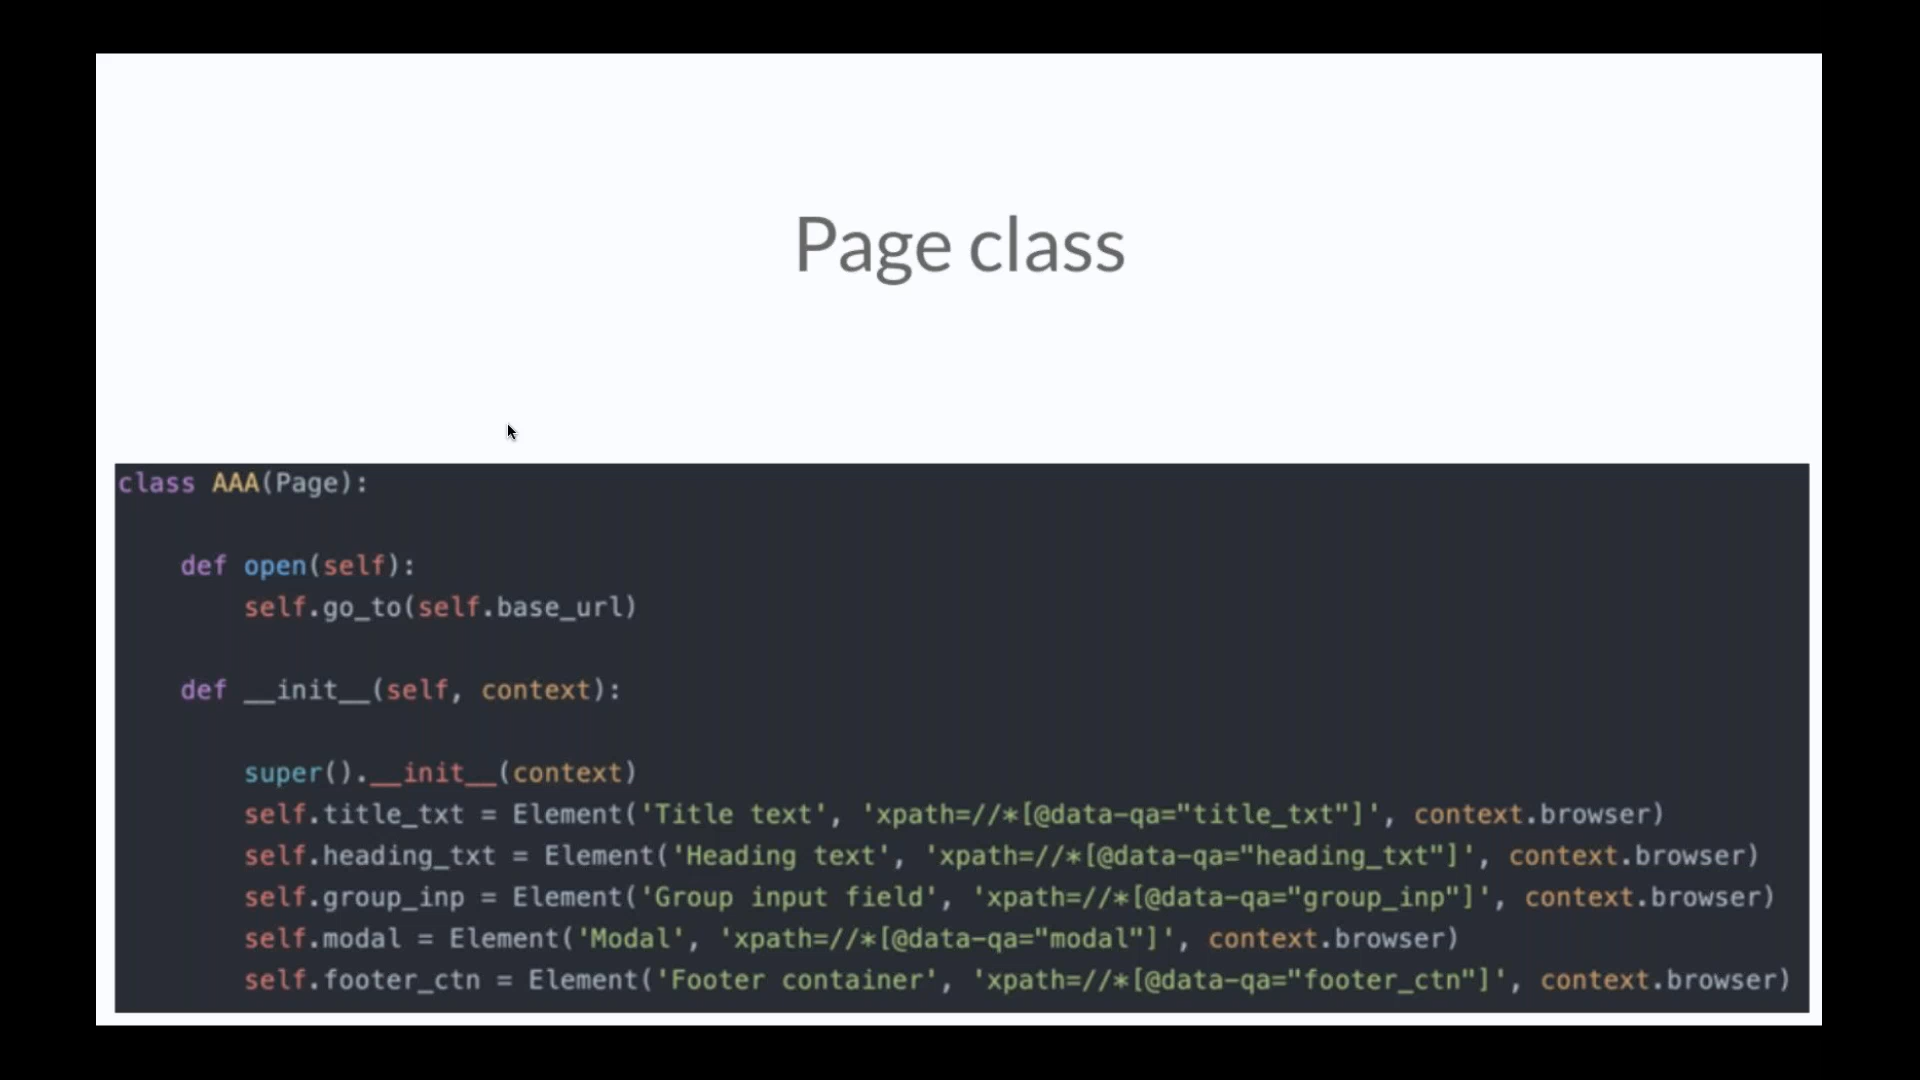 Page class
class AAA(Page):
def open(self):
self.go_to(self.base_url)
def __init__(self, context):
super().__init__(context)
self.title_txt = Element('Title text', 'xpath=//*[@data-qa="title_txt"]', context.browser)
self.heading_txt = Element('Heading text', 'xpath=//*[@data-qa="heading_txt"]', context.browser)
self.group_inp = Element('Group input field', 'xpath=//*[@data-qa="group_inp"]', context.browser)
self.modal = Element('Modal', 'xpath=//*[@data-qa="modal"]', context.browser)
self.footer_ctn = Element('Footer container', 'xpath=//*[@data-qa="footer_ctn"]', context.browser)